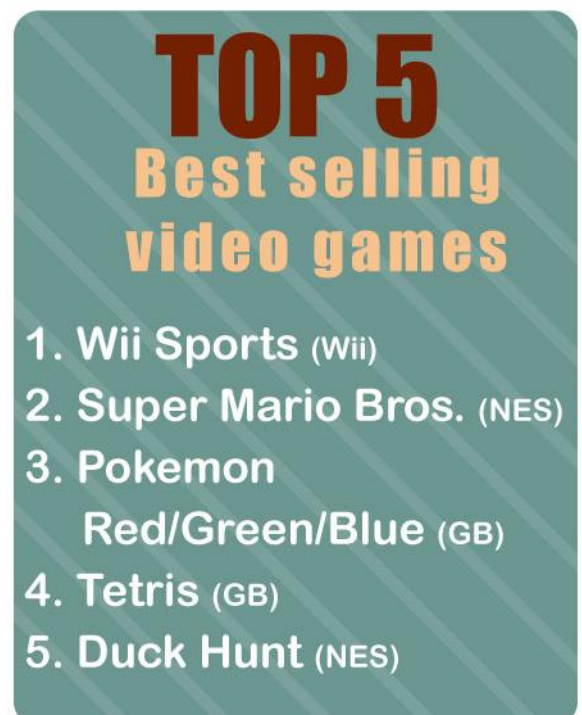 TOP 5
Best selling
video games
1. Wii Sports (Wii)
2. Super Mario Bros. (NES)
3. Pokemon
Red/Green/Blue (GB)
4. Tetris (GB)
5. Duck Hunt (NES)